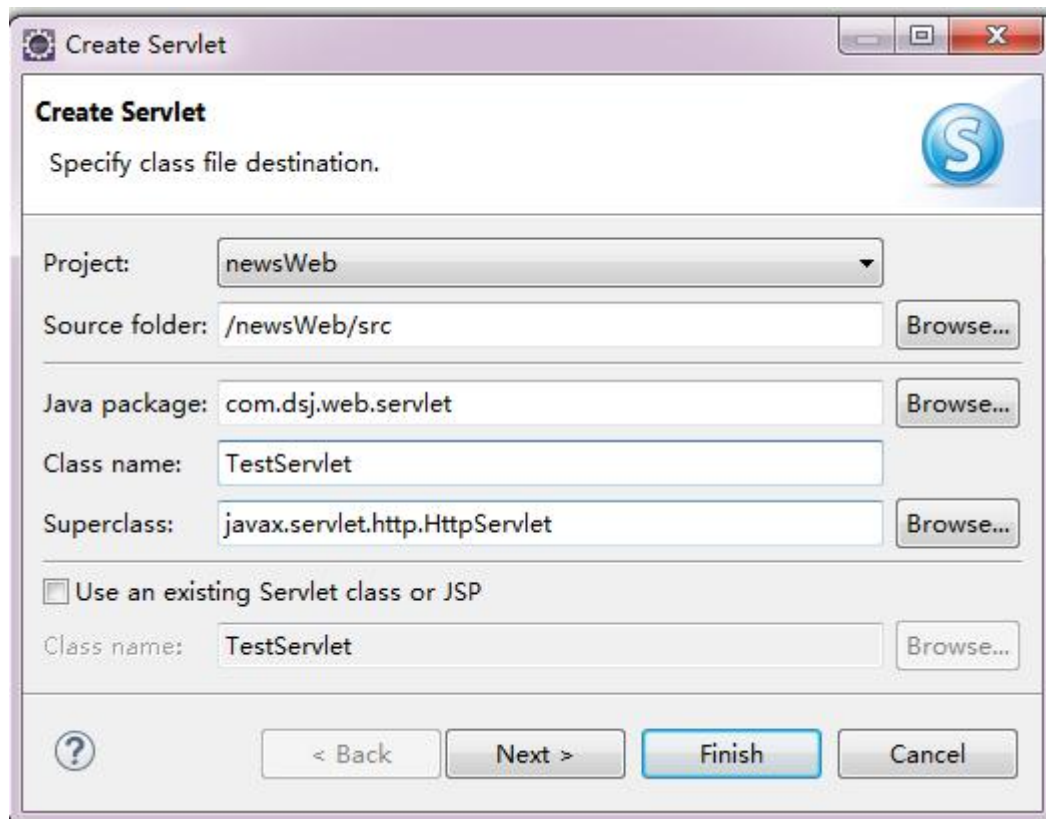 Create Servlet
Create Servlet
Specify class file destination.
S
Project: newsWeb
Source folder: /newsWeb/src Browse...
Java package: com.dsj.web.servlet Browse...
Class name: TestServlet
Superclass: javax.servlet.http.HttpServlet Browse...
Use an existing Servlet class or JSP
Class name: TestServlet Browse...
? < Back Next > Finish Cancel